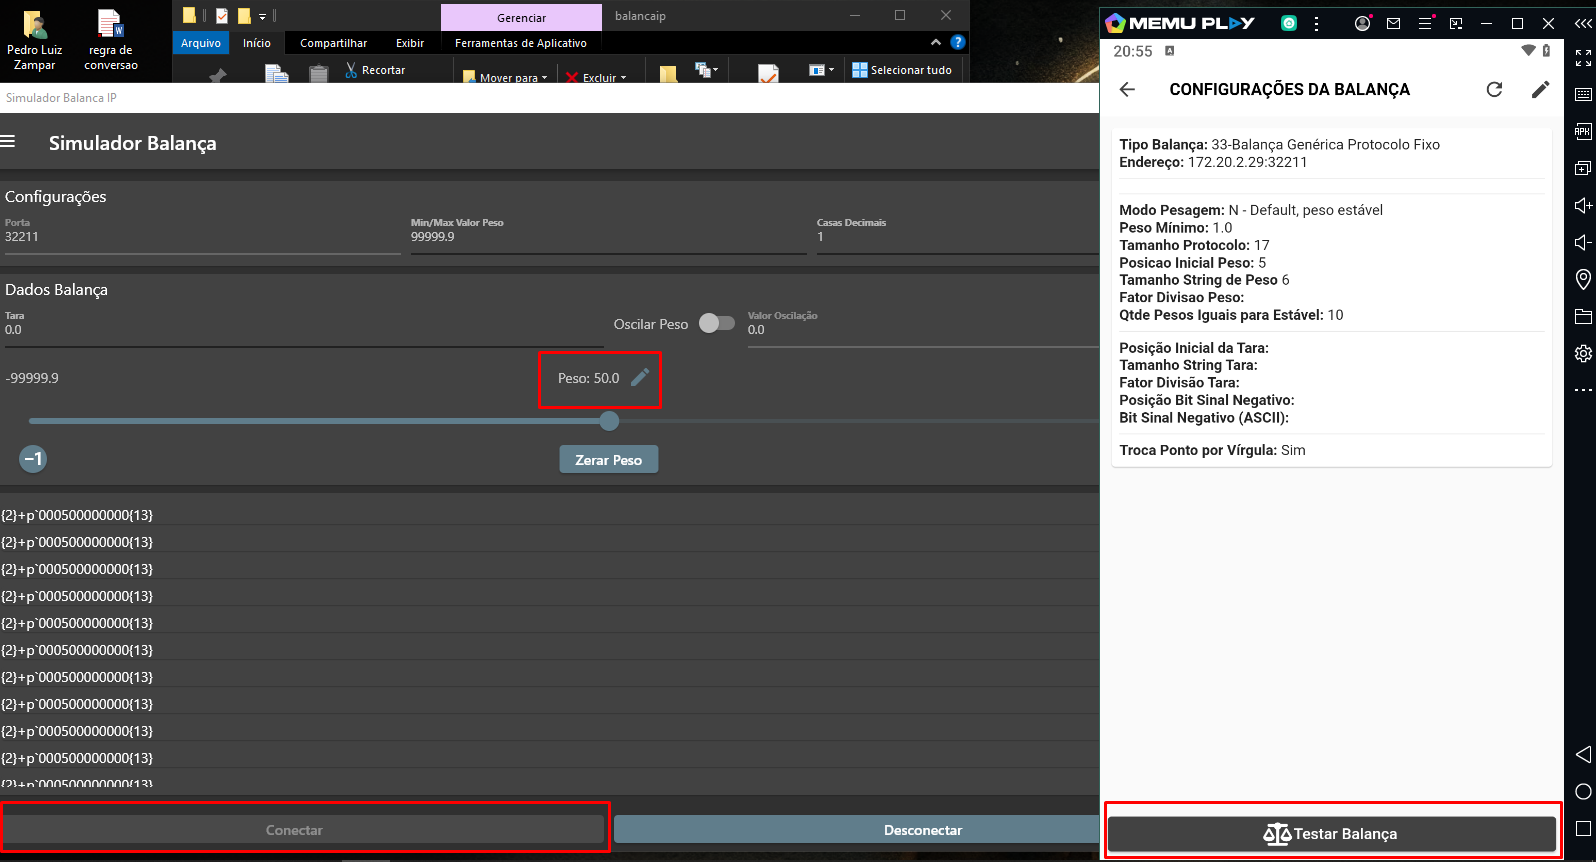 Pedro Luiz
Zampar
regra de
conversao
Gerenciar
balancaip
Arquivo
Início
Compartilhar
Exibir
Ferramentas de Aplicativo
Recortar
Mover para
Excluir
Selecionar tudo
Simulador Balanca IP
Simulador Balança
Configurações
Porta
Min/Max Valor Peso
Casas Decimais
32211
99999.9
1
Dados Balança
Tara
0.0
Oscilar Peso
Valor Oscilação
0.0
-99999.9
Peso: 50.0
−1
Zerar Peso
{2}+p`000500000000{13}
{2}+p`000500000000{13}
{2}+p`000500000000{13}
{2}+p`000500000000{13}
{2}+p`000500000000{13}
{2}+p`000500000000{13}
{2}+p`000500000000{13}
{2}+p`000500000000{13}
{2}+p`000500000000{13}
{2}+p`000500000000{13}
{2}+p`000500000000{13}
Conectar
Desconectar
MEMU PLAY
20:55
A
CONFIGURAÇÕES DA BALANÇA
Tipo Balança: 33-Balança Genérica Protocolo Fixo
Endereço: 172.20.2.29:32211
Modo Pesagem: N - Default, peso estável
Peso Mínimo: 1.0
Tamanho Protocolo: 17
Posicao Inicial Peso: 5
Tamanho String de Peso 6
Fator Divisao Peso:
Qtde Pesos Iguais para Estável: 10
Posição Inicial da Tara:
Tamanho String Tara:
Fator Divisão Tara:
Posição Bit Sinal Negativo:
Bit Sinal Negativo (ASCII):
Troca Ponto por Vírgula: Sim
Testar Balança
APK